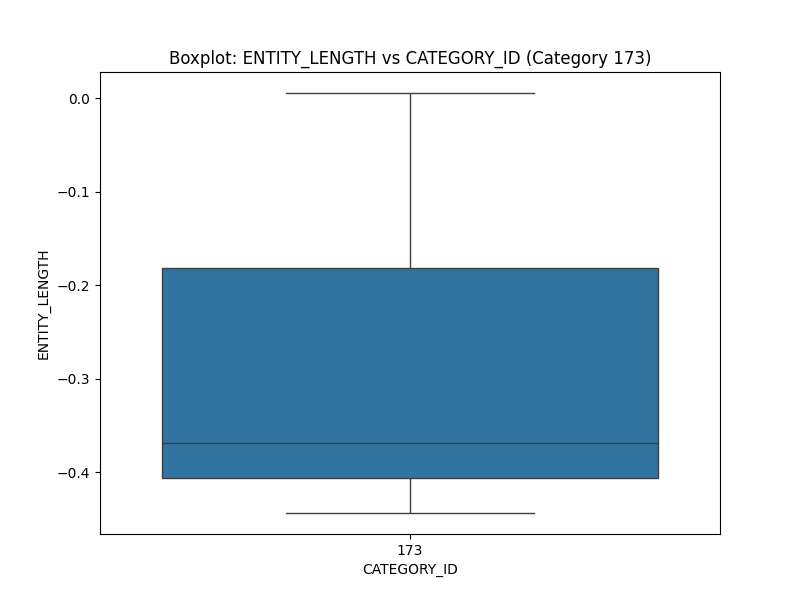 Boxplot: ENTITY_LENGTH vs CATEGORY_ID (Category 173)
0.0
−0.1
−0.2
−0.3
−0.4
ENTITY_LENGTH
173
CATEGORY_ID